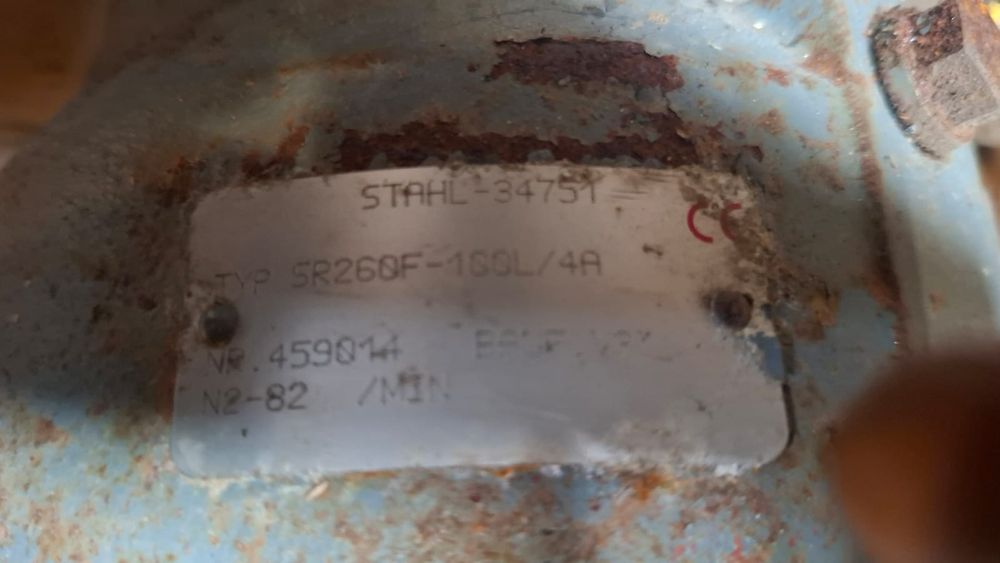 STAHL-34751
CE
TYP SR260F-100L/4A
NR.459014
N2-82 /MIN